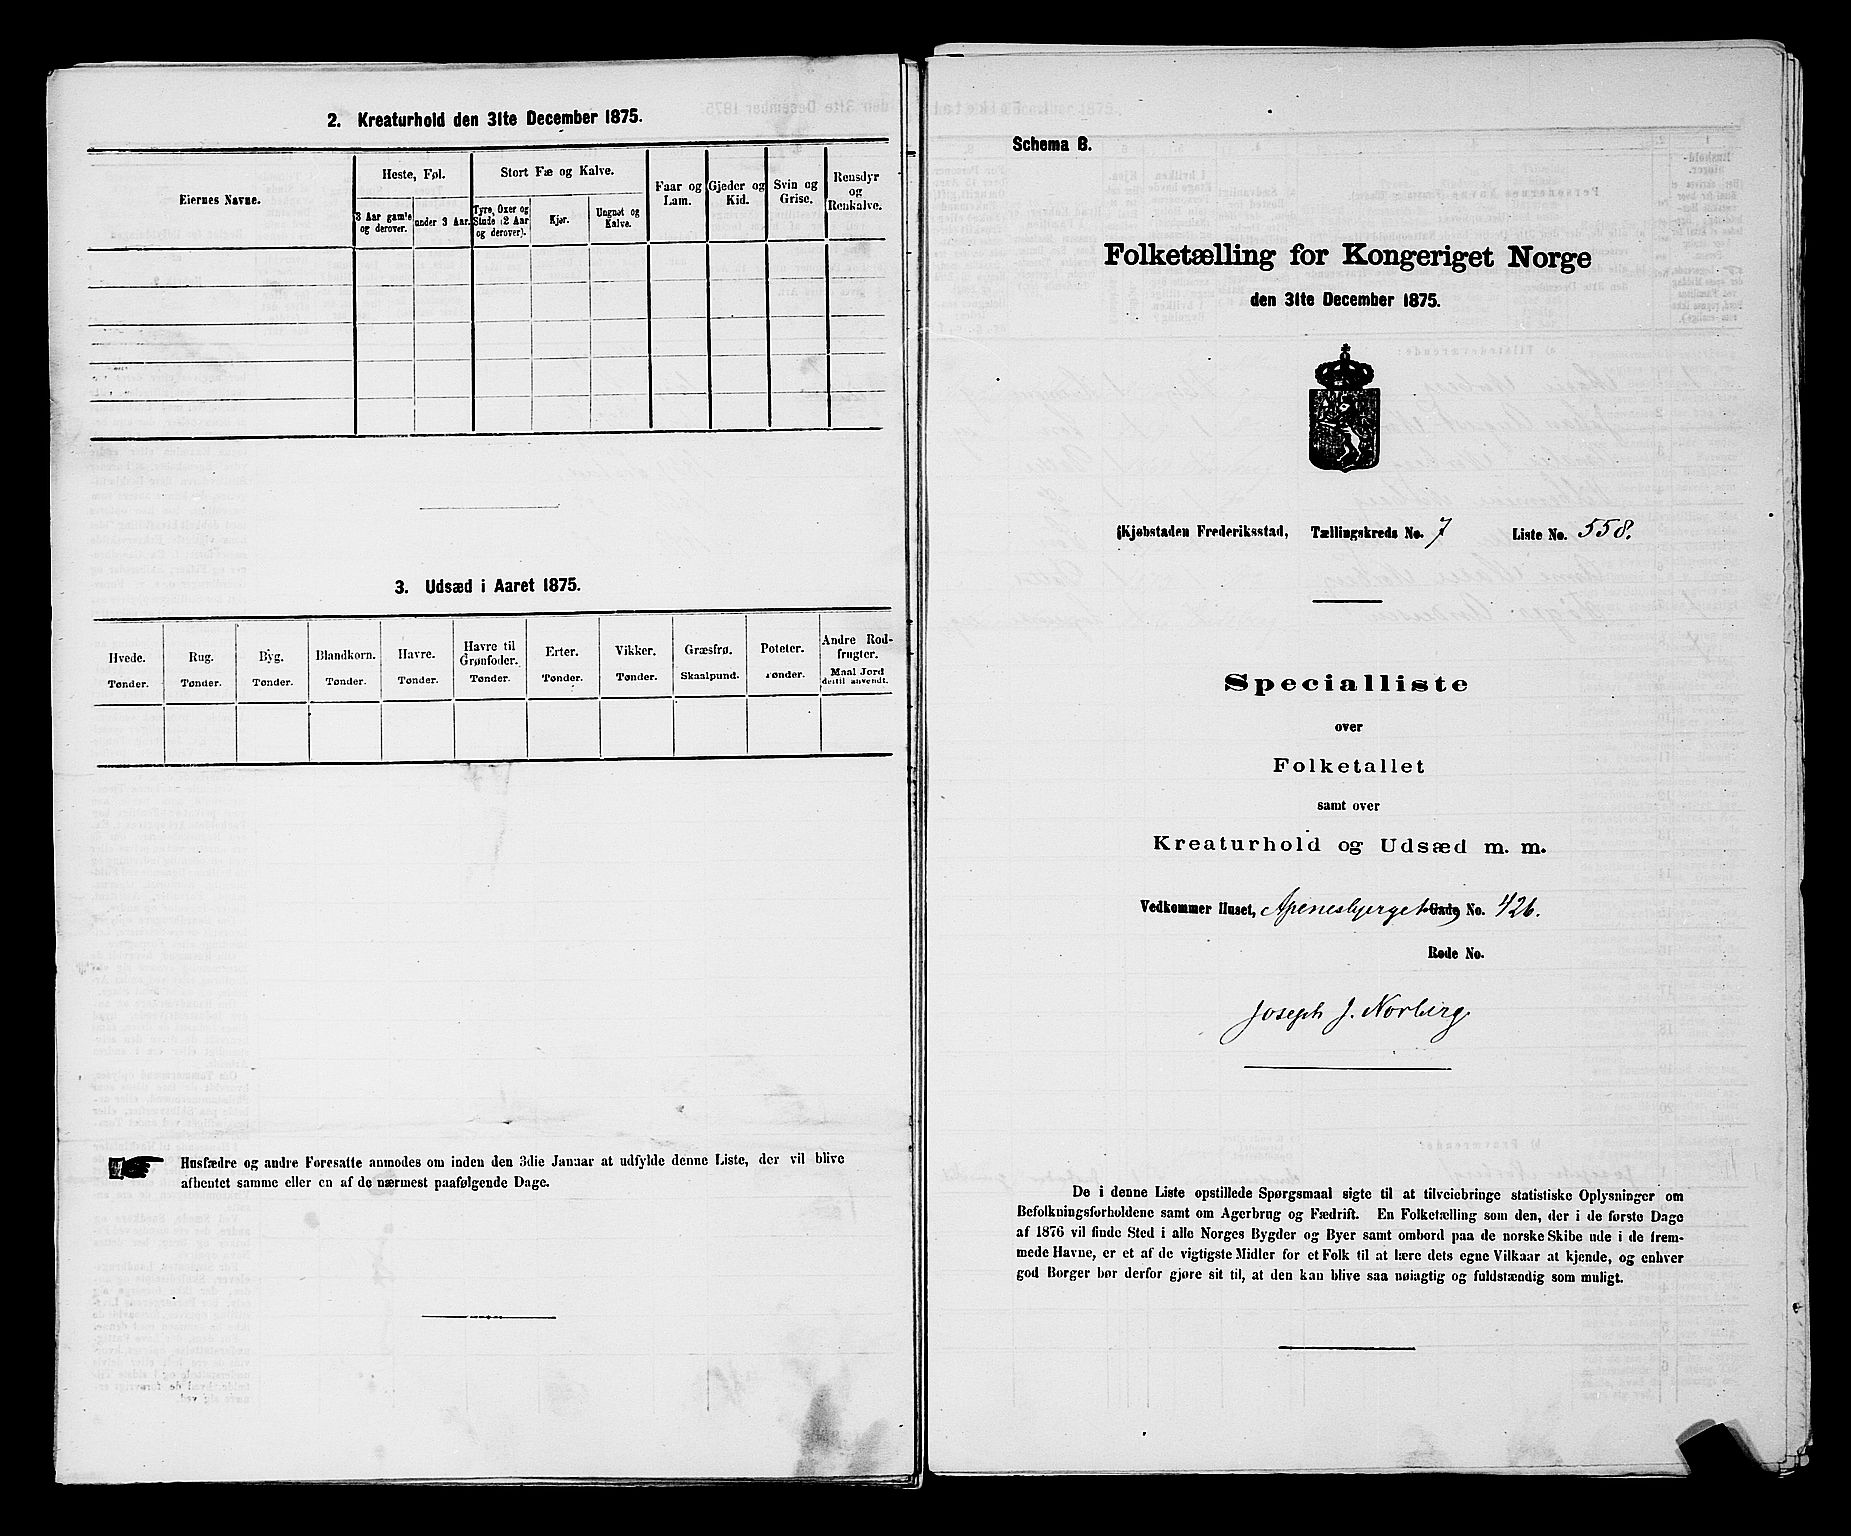 2. Kreaturhold den 31te December 1875.
Eiernes Navne.
Heste, Føl.
3 Aar gamle og derover.
under 3 Aar.
Stort Fæ og Kalve.
Tyre, Oxer og Stude (2 Aar og derover).
Kjør.
Ungnøt og Kalve.
Faar og Lam.
Gjeder og Kid.
Svin og Grise.
Rensdyr og Renkalve.
3. Udsæd i Aaret 1875.
Hvede. Tønder.
Rug. Tønder.
Byg. Tønder.
Blandkorn. Tønder.
Havre. Tønder.
Havre til Grønfoder. Tønder.
Erter. Tønder.
Vikker. Tønder.
Græsfrø. Skaalpund.
Poteter. Tønder.
Andre Rodfrugter. Maal Jord dertil anvendt.
Husfædre og andre Foresatte anmodes om inden den 3die Januar at udfylde denne Liste, der vil blive
afhentet samme eller en af de nærmest paafølgende Dage.
Schema B.
Folketælling for Kongeriget Norge
den 31te December 1875.
Kjøbstaden Frederiksstad, Tællingskreds No. 7 Liste No. 558.
Specialliste
over
Folketallet
samt over
Kreaturhold og Udsæd m. m.
Vedkommer Huset, Apenesbjerget Gade No. 426.
Rode No.
Joseph J. Norberg
De i denne Liste opstillede Spørgsmaal sigte til at tilveiebringe statistiske Oplysninger om
Befolkningsforholdene samt om Agerbrug og Fædrift. En Folketælling som den, der i de første Dage
af 1876 vil finde Sted i alle Norges Bygder og Byer samt ombord paa de norske Skibe ude i de frem-
mede Havne, er et af de vigtigste Midler for et Folk til at lære dets egne Vilkaar at kjende, og enhver
god Borger bør derfor gjøre sit til, at den kan blive saa nøiagtig og fuldstændig som muligt.